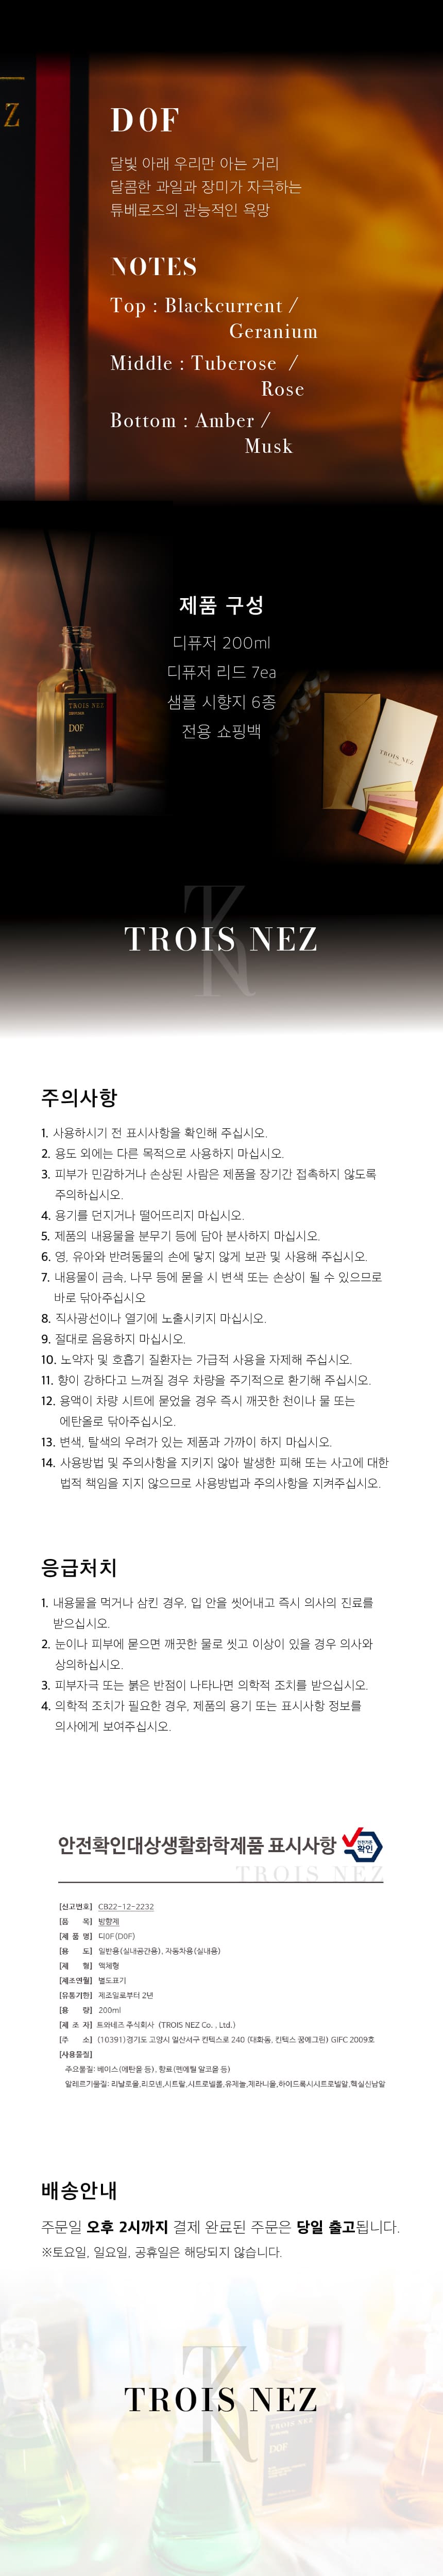 Z
D0F
달빛 아래 우리만 아는 거리
달콤한 과일과 장미가 자극하는
튜베로즈의 관능적인 욕망
NOTES
Top : Blackcurrent /
Geranium
Middle : Tuberose /
Rose
Bottom : Amber /
Musk
제품 구성
디퓨저 200ml
디퓨저 리드 7ea
샘플 시향지 6종
전용 쇼핑백
TROIS NEZ
D0F
TROIS NEZ
TROIS NEZ
주의사항
1. 사용하시기 전 표시사항을 확인해 주십시오.
2. 용도 외에는 다른 목적으로 사용하지 마십시오.
3. 피부가 민감하거나 손상된 사람은 제품을 장기간 접촉하지 않도록
주의하십시오.
4. 용기를 던지거나 떨어뜨리지 마십시오.
5. 제품의 내용물을 분무기 등에 담아 분사하지 마십시오.
6. 영, 유아와 반려동물의 손에 닿지 않게 보관 및 사용해 주십시오.
7. 내용물이 금속, 나무 등에 묻을 시 변색 또는 손상이 될 수 있으므로
바로 닦아주십시오
8. 직사광선이나 열기에 노출시키지 마십시오.
9. 절대로 음용하지 마십시오.
10. 노약자 및 호흡기 질환자는 가급적 사용을 자제해 주십시오.
11. 향이 강하다고 느껴질 경우 차량을 주기적으로 환기해 주십시오.
12. 용액이 차량 시트에 묻었을 경우 즉시 깨끗한 천이나 물 또는
에탄올로 닦아주십시오.
13. 변색, 탈색의 우려가 있는 제품과 가까이 하지 마십시오.
14. 사용방법 및 주의사항을 지키지 않아 발생한 피해 또는 사고에 대한
법적 책임을 지지 않으므로 사용방법과 주의사항을 지켜주십시오.
응급처치
1. 내용물을 먹거나 삼킨 경우, 입 안을 씻어내고 즉시 의사의 진료를
받으십시오.
2. 눈이나 피부에 묻으면 깨끗한 물로 씻고 이상이 있을 경우 의사와
상의하십시오.
3. 피부자극 또는 붉은 반점이 나타나면 의학적 조치를 받으십시오.
4. 의학적 조치가 필요한 경우, 제품의 용기 또는 표시사항 정보를
의사에게 보여주십시오.
안전확인대상생활화학제품 표시사항
안전기준
확인
TROIS NEZ
[신고번호] CB22-12-2232
[품 목] 방향제
[제 품 명] 디0F(D0F)
[용 도] 일반용(실내공간용), 자동차용(실내용)
[제 형] 액체형
[제조연월] 별도표기
[유통기한] 제조일로부터 2년
[용 량] 200ml
[제 조 자] 트와네즈 주식회사 (TROIS NEZ Co. , Ltd.)
[주 소] (10391)경기도 고양시 일산서구 킨텍스로 240 (대화동, 킨텍스 꿈에그린) GIFC 2009호
[사용물질]
주요물질: 베이스(에탄올 등), 향료(펜에틸 알코올 등)
알레르기물질: 리날로올,리모넨,시트랄,시트로넬롤,유제놀,제라니올,하이드록시시트로넬알,헥실신남알
배송안내
주문일 오후 2시까지 결제 완료된 주문은 당일 출고됩니다.
※토요일, 일요일, 공휴일은 해당되지 않습니다.
TROIS NEZ
TROIS NEZ
D0F